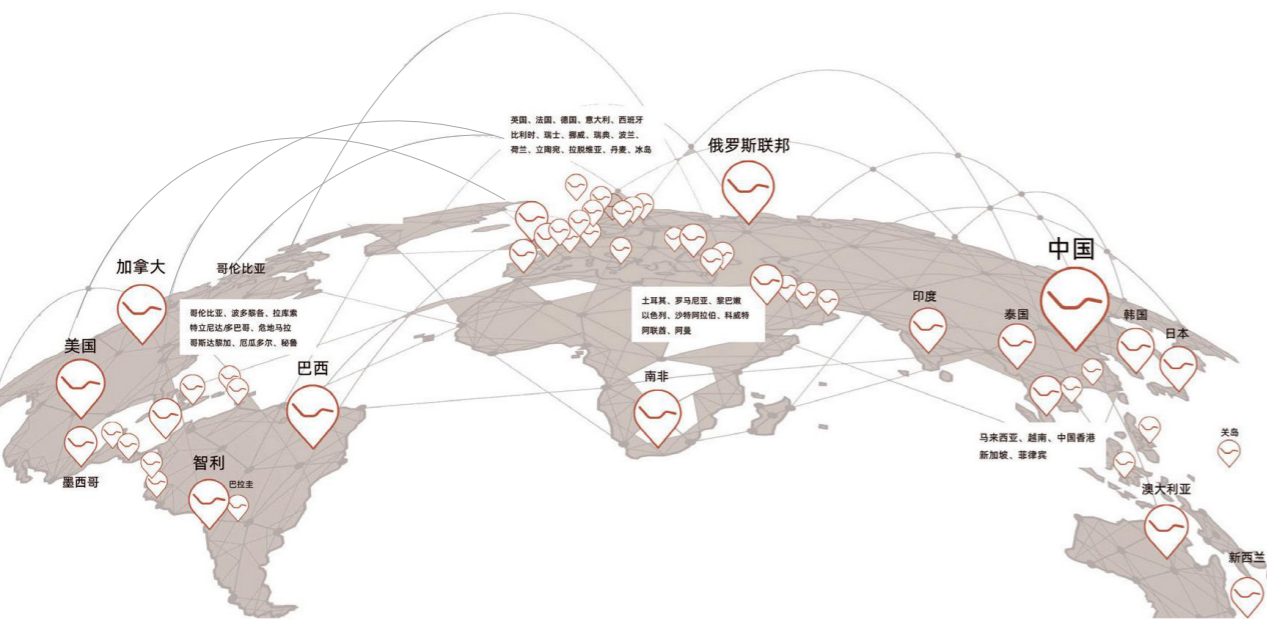 英国、法国、德国、意大利、西班牙
比利时、瑞士、挪威、瑞典、波兰、
荷兰、立陶宛、拉脱维亚、丹麦、冰岛
俄罗斯联邦
中国
加拿大
哥伦比亚
哥伦比亚、波多黎各、拉库索
特立尼达/多巴哥、危地马拉
哥斯达黎加、厄瓜多尔、秘鲁
土耳其、罗马尼亚、黎巴嫩
以色列、沙特阿拉伯、科威特
阿联酋、阿曼
印度
泰国
韩国
日本
美国
巴西
南非
墨西哥
智利
巴拉圭
马来西亚、越南、中国香港
新加坡、菲律宾
关岛
澳大利亚
新西兰